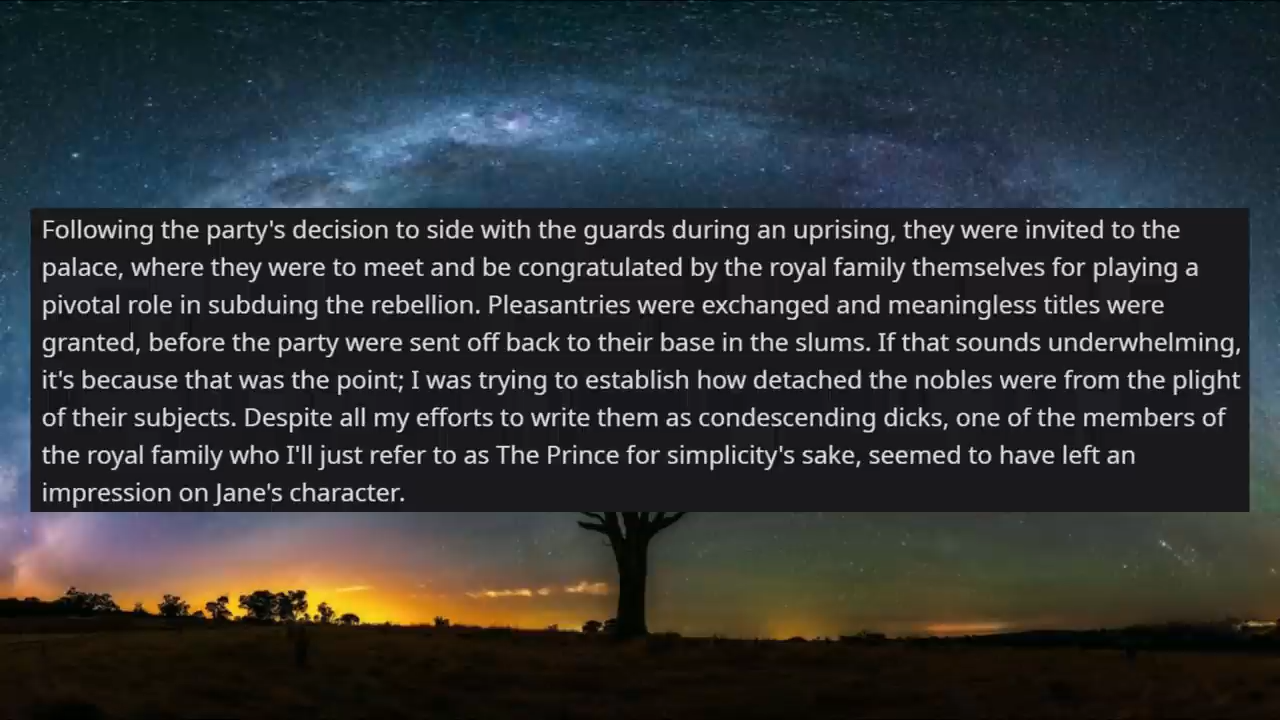 Following the party's decision to side with the guards during an uprising, they were invited to the
palace, where they were to meet and be congratulated by the royal family themselves for playing a
pivotal role in subduing the rebellion. Pleasantries were exchanged and meaningless titles were
granted, before the party were sent off back to their base in the slums. If that sounds underwhelming,
it's because that was the point; I was trying to establish how detached the nobles were from the plight
of their subjects. Despite all my efforts to write them as condescending dicks, one of the members of
the royal family who I'll just refer to as The Prince for simplicity's sake, seemed to have left an
impression on Jane's character.